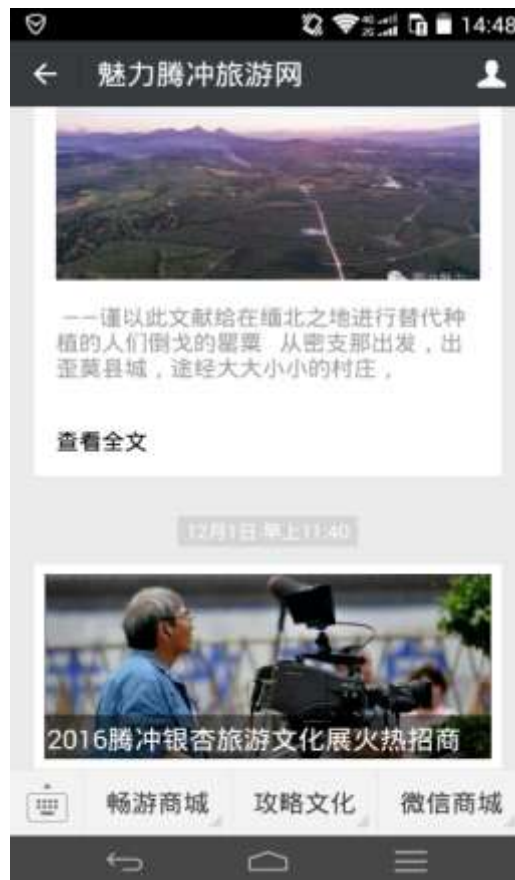 4G
2G
14:48
魅力腾冲旅游网
——谨以此文献给在缅北之地进行替代种
植的人们倒戈的罂粟 从密支那出发，出
歪莫县城，途经大大小小的村庄，
查看全文
12月1日 早上11:40
2016腾冲银杏旅游文化展火热招商
畅游商城
攻略文化
微信商城